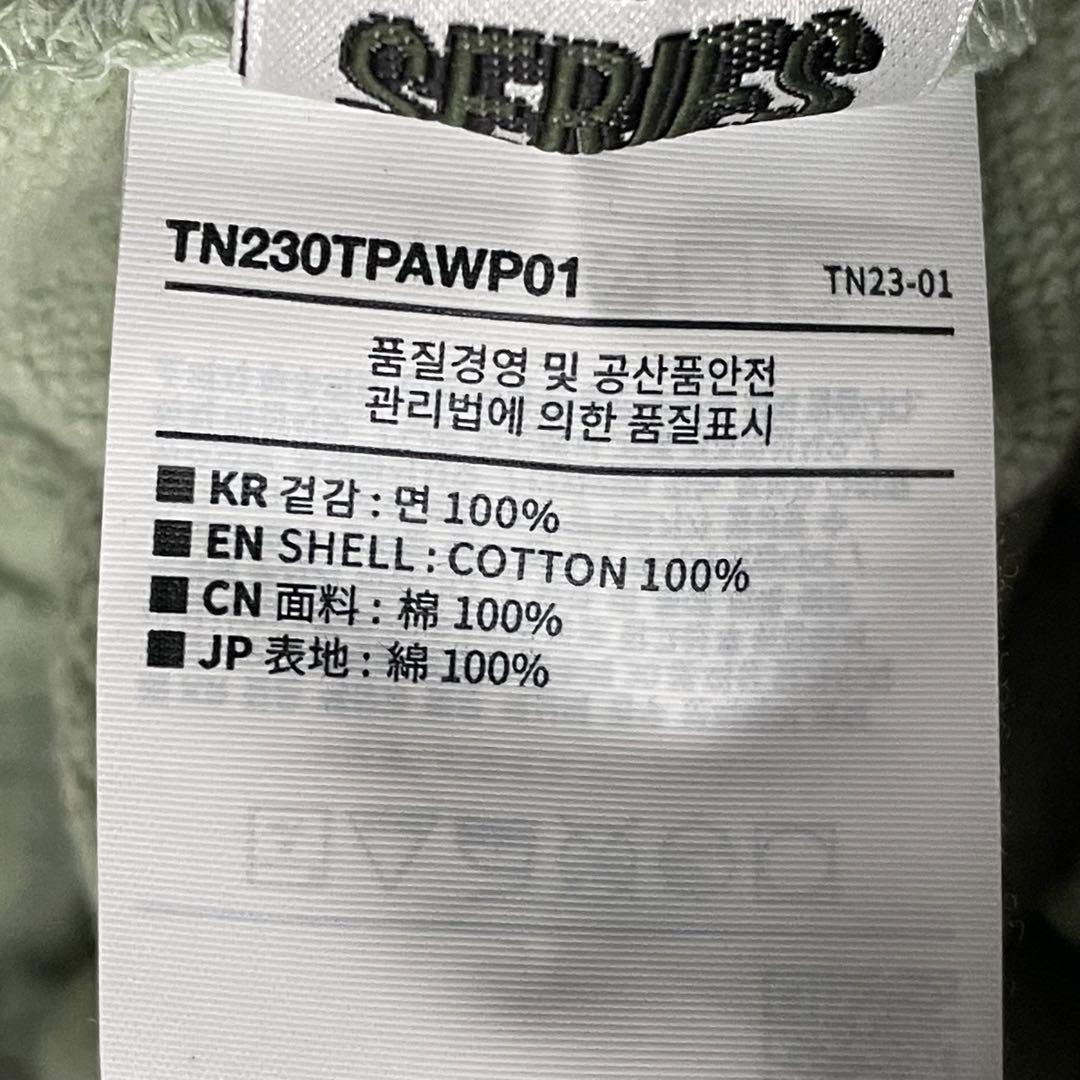 SERIES
TN230TPAWP01
TN23-01
품질경영 및 공산품안전
관리법에 의한 품질표시
■ KR 겉감 : 면 100%
■ EN SHELL : COTTON 100%
■ CN 面料 : 棉 100%
■ JP 表地 : 綿 100%